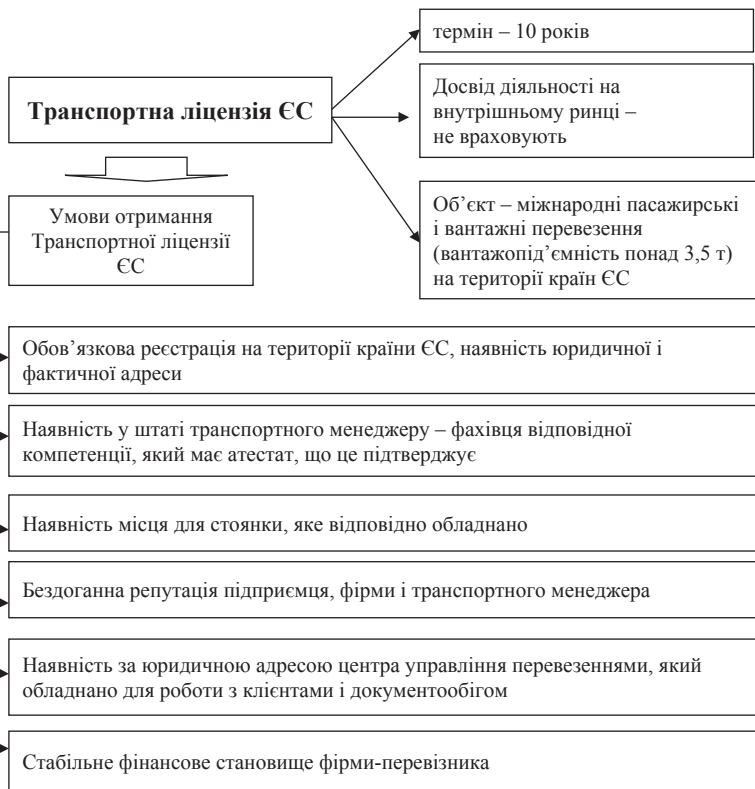 термін – 10 років
Транспортна ліцензія ЄС
Досвід діяльності на
внутрішньому ринці –
не враховують
Умови отримання
Транспортної ліцензії
ЄС
Об’єкт – міжнародні пасажирські
і вантажні перевезення
(вантажопід’ємність понад 3,5 т)
на території країн ЄС
Обов’язкова реєстрація на території країни ЄС, наявність юридичної і
фактичної адреси
Наявність у штаті транспортного менеджеру – фахівця відповідної
компетенції, який має атестат, що це підтверджує
Наявність місця для стоянки, яке відповідно обладнано
Бездоганна репутація підприємця, фірми і транспортного менеджера
Наявність за юридичною адресою центра управління перевезеннями, який
обладнано для роботи з клієнтами і документообігом
Стабільне фінансове становище фірми-перевізника